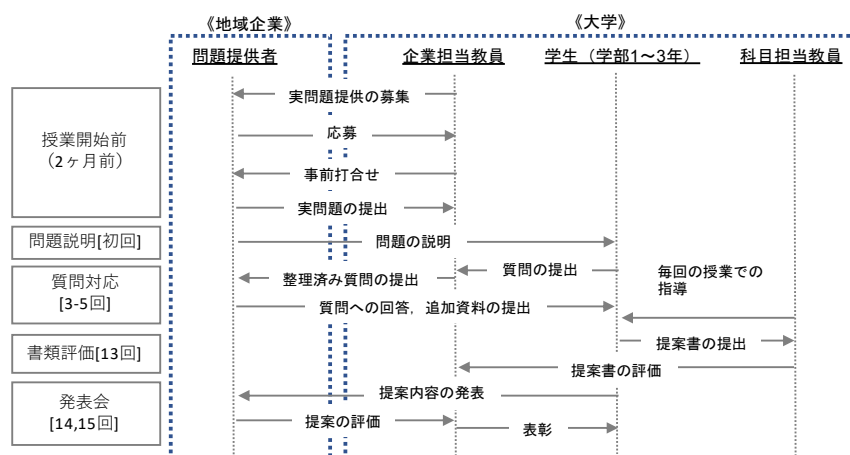 《地域企業》
《大学》
問題提供者
企業担当教員
学生（学部1～3年）
科目担当教員
授業開始前
（2ヶ月前）
実問題提供の募集
応募
事前打合せ
実問題の提出
問題説明[初回]
問題の説明
質問対応
[3-5回]
質問の提出
整理済み質問の提出
毎回の授業での
指導
質問への回答，追加資料の提出
書類評価[13回]
提案書の提出
提案書の評価
発表会
[14,15回]
提案内容の発表
提案の評価
表彰